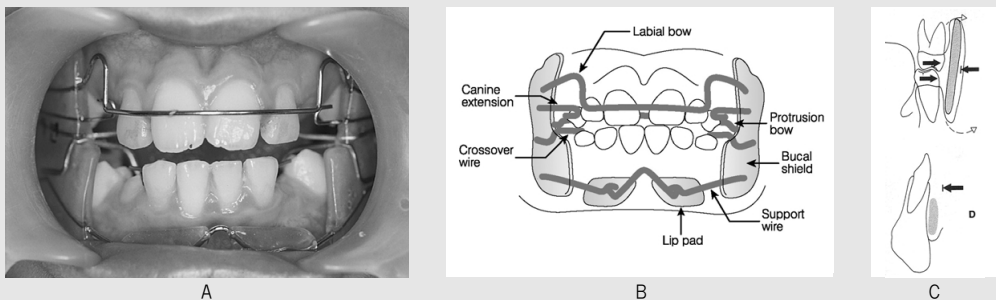 Labial bow
Canine
extension
Protrusion
bow
Crossover
wire
Bucal
shield
Support
wire
Lip pad
D
A
B
C